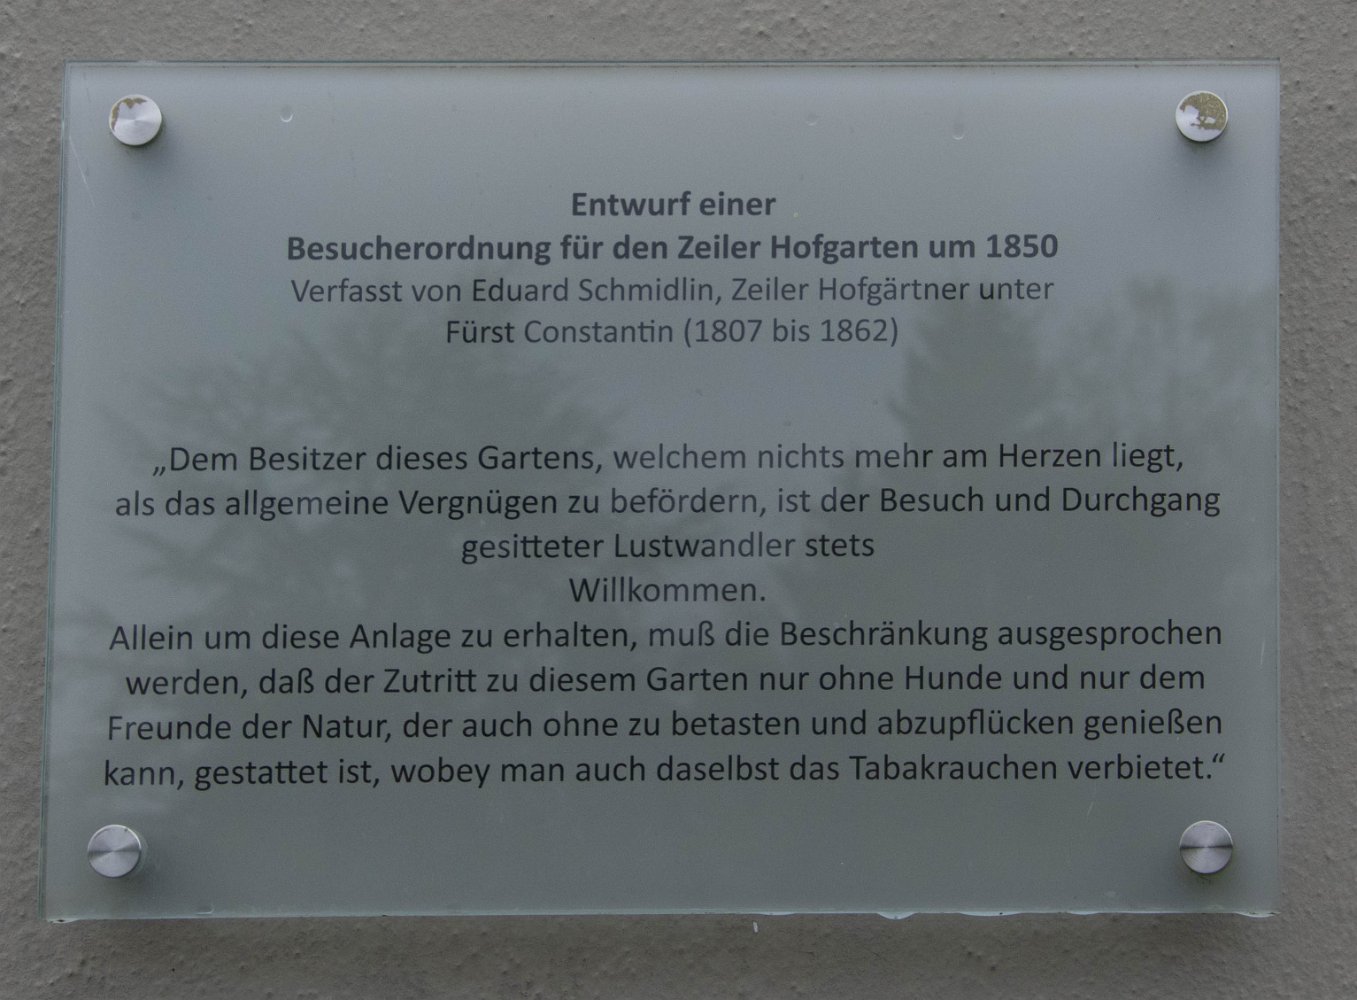 Entwurf einer
Besucherordnung für den Zeiler Hofgarten um 1850
Verfasst von Eduard Schmidlin, Zeiler Hofgärtner unter
Fürst Constantin (1807 bis 1862)
„Dem Besitzer dieses Gartens, welchem nichts mehr am Herzen liegt,
als das allgemeine Vergnügen zu befördern, ist der Besuch und Durchgang
gesitteter Lustwandler stets
Willkommen.
Allein um diese Anlage zu erhalten, muß die Beschränkung ausgesprochen
werden, daß der Zutritt zu diesem Garten nur ohne Hunde und nur dem
Freunde der Natur, der auch ohne zu betasten und abzupflücken genießen
kann, gestattet ist, wobey man auch daselbst das Tabakrauchen verbietet.“